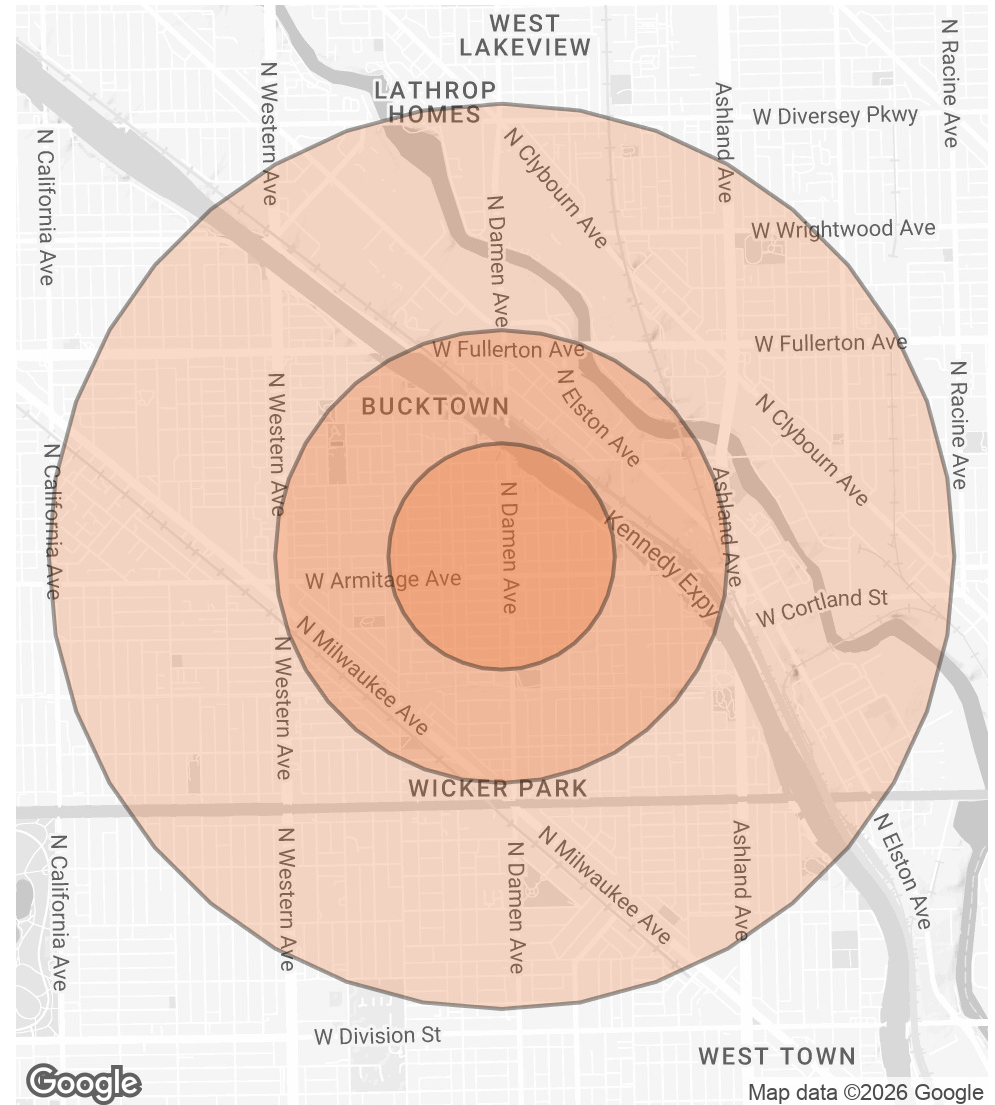 WEST
LAKEVIEW
N Racine Ave
N Western Ave
LATHROP
HOMES
Ashland Ave
W Diversey Pkwy
N California Ave
N Clybourn Ave
N Damen Ave
W Wrightwood Ave
W Fullerton Ave
W Fullerton Ave
N Racine Ave
N Western Ave
BUCKTOWN
N Elston Ave
N Clybourn Ave
N California Ave
N Damen Ave
Ashland Ave
Kennedy Expy
W Armitage Ave
W Cortland St
N Milwaukee Ave
N Western Ave
WICKER PARK
N California Ave
N Western Ave
N Damen Ave
N Milwaukee Ave
Ashland Ave
N Elston Ave
W Division St
WEST TOWN
Google
Map data ©2026 Google